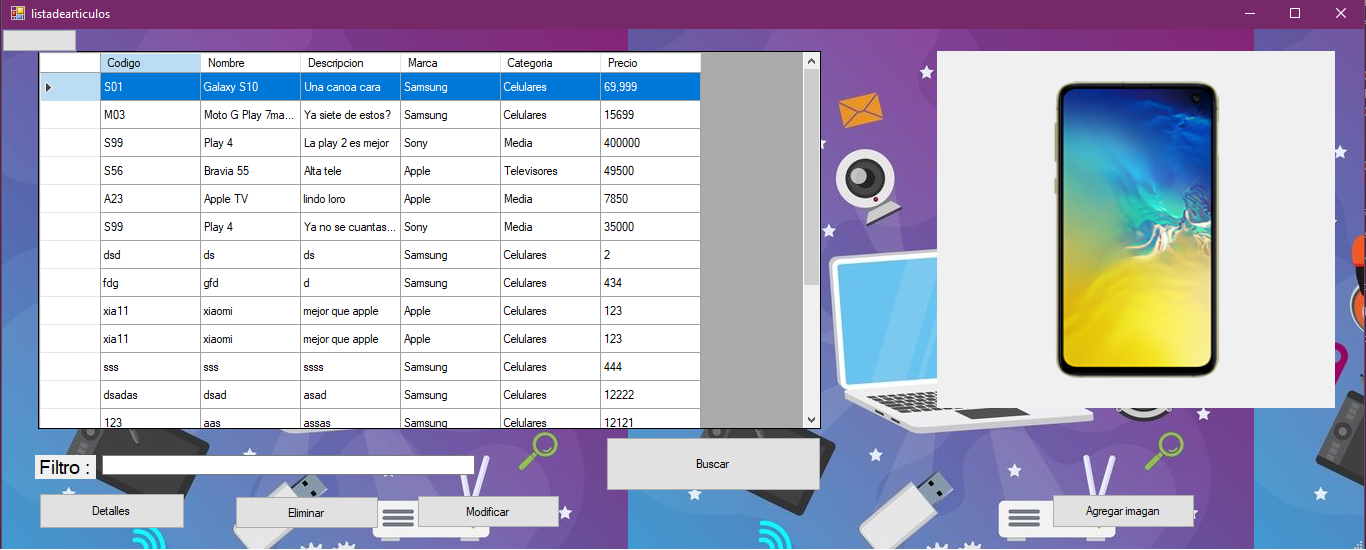 listadearticulos
Codigo Nombre Descripcion Marca Categoria Precio
S01 Galaxy S10 Una canoa cara Samsung Celulares 69,999
M03 Moto G Play 7ma... Ya siete de estos? Samsung Celulares 15699
S99 Play 4 La play 2 es mejor Sony Media 400000
S56 Bravia 55 Alta tele Apple Televisores 49500
A23 Apple TV lindo loro Apple Media 7850
S99 Play 4 Ya no se cuantas... Sony Media 35000
dsd ds ds Samsung Celulares 2
fdg gfd d Samsung Celulares 434
xia11 xiaomi mejor que apple Apple Celulares 123
xia11 xiaomi mejor que apple Apple Celulares 123
sss sss ssss Samsung Celulares 444
dsadas dsad asad Samsung Celulares 12222
123 aas assas Samsung Celulares 12121
Filtro :
Buscar
Detalles Eliminar Modificar Agregar imagan